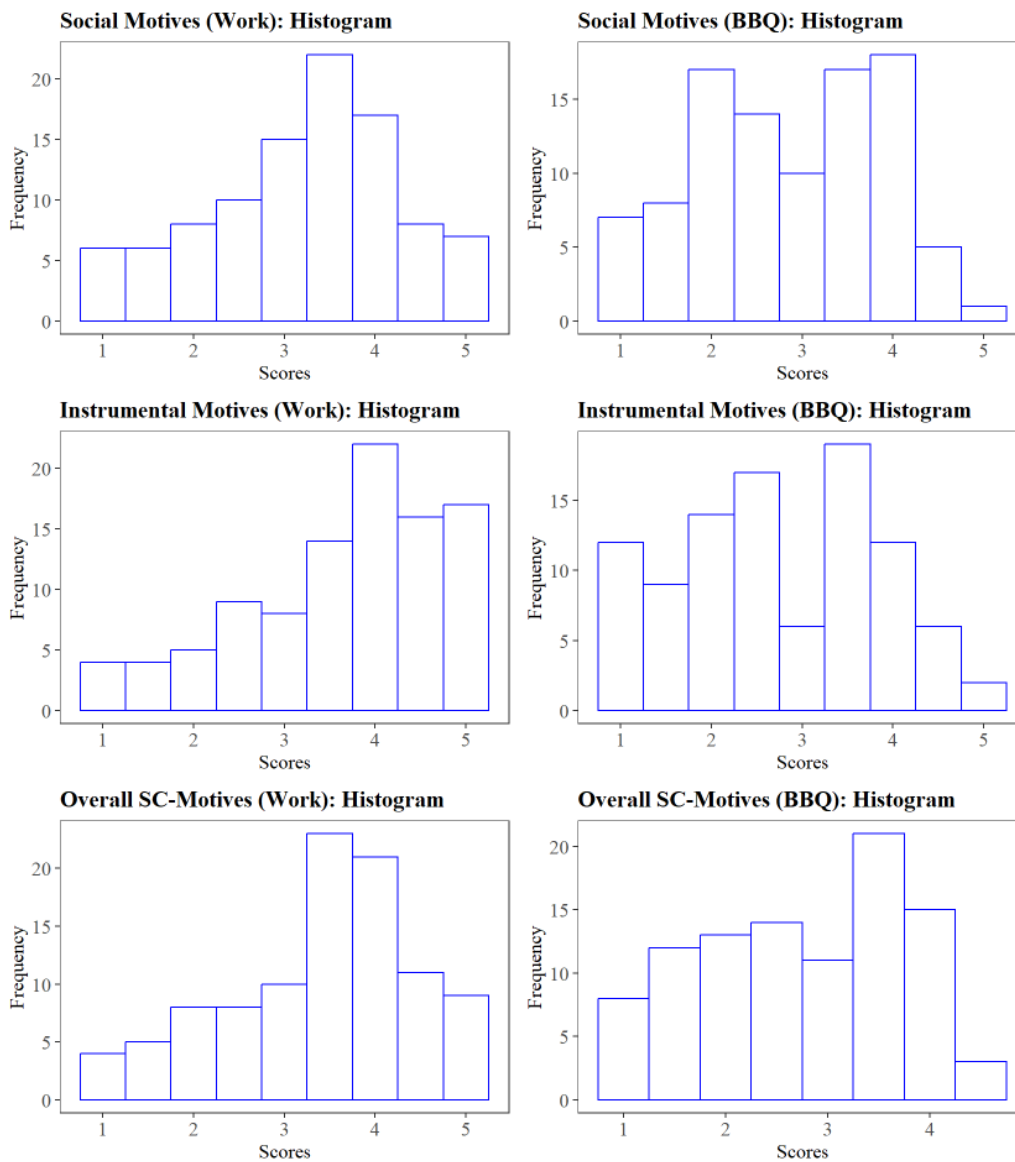 Social Motives (Work): Histogram
Frequency
20
15
10
5
0
1 2 3 4 5
Scores
Social Motives (BBQ): Histogram
Frequency
15
10
5
0
1 2 3 4 5
Scores
Instrumental Motives (Work): Histogram
Frequency
20
15
10
5
0
1 2 3 4 5
Scores
Instrumental Motives (BBQ): Histogram
Frequency
15
10
5
0
1 2 3 4 5
Scores
Overall SC-Motives (Work): Histogram
Frequency
20
15
10
5
0
1 2 3 4 5
Scores
Overall SC-Motives (BBQ): Histogram
Frequency
20
15
10
5
0
1 2 3 4
Scores